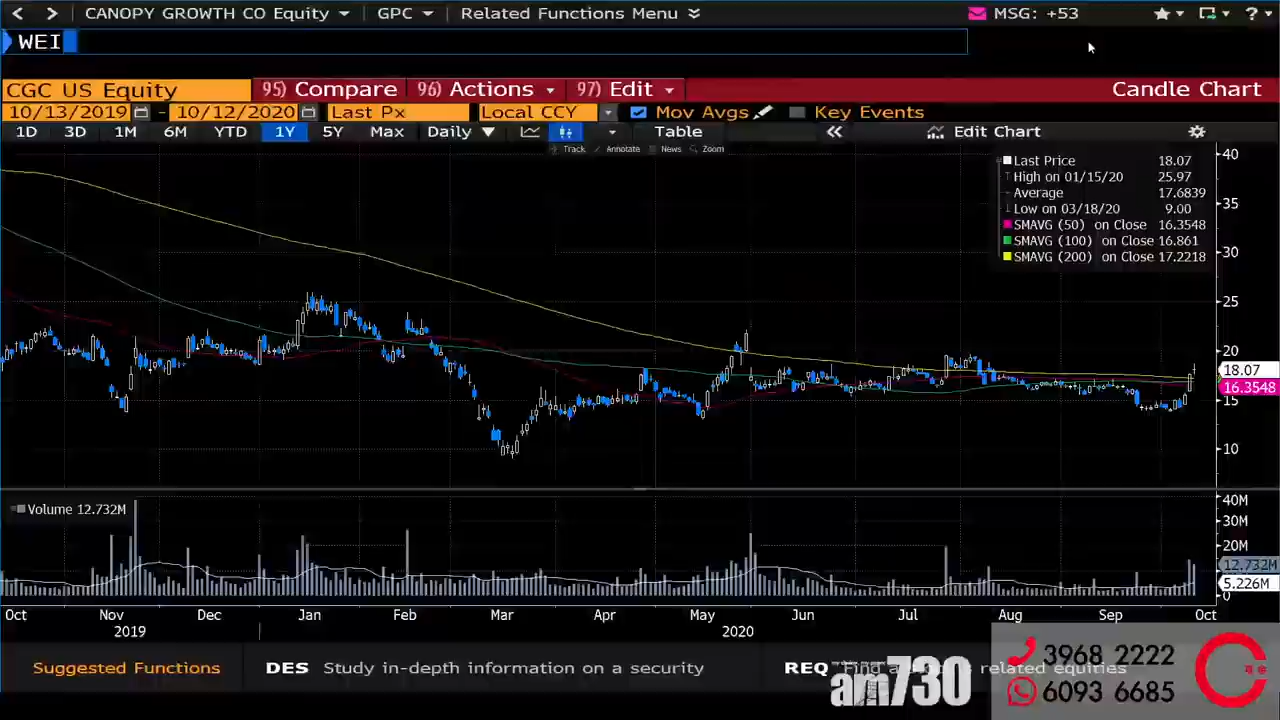 CANOPY GROWTH CO Equity GPC Related Functions Menu MSG: +53 ?
WEI
CGC US Equity 95) Compare 96) Actions 97) Edit Candle Chart
10/13/2019 - 10/12/2020 Last Px Local CCY Mov Avgs Key Events
1D 3D 1M 6M YTD 1Y 5Y Max Daily Table Edit Chart
Track Annotate News Zoom
Last Price 18.07
High on 01/15/20 25.97
Average 17.6839
Low on 03/18/20 9.00
SMAVG (50) on Close 16.3548
SMAVG (100) on Close 16.861
SMAVG (200) on Close 17.2218
40
35
30
25
20
18.07
16.3548
15
10
Volume 12.732M
40M
30M
20M
12.732M
5.226M
0
Oct Nov Dec Jan Feb Mar Apr May Jun Jul Aug Sep Oct
2019 2020
Suggested Functions DES Study in-depth information on a security REQ Find a related equities
am730
3968 2222
6093 6685